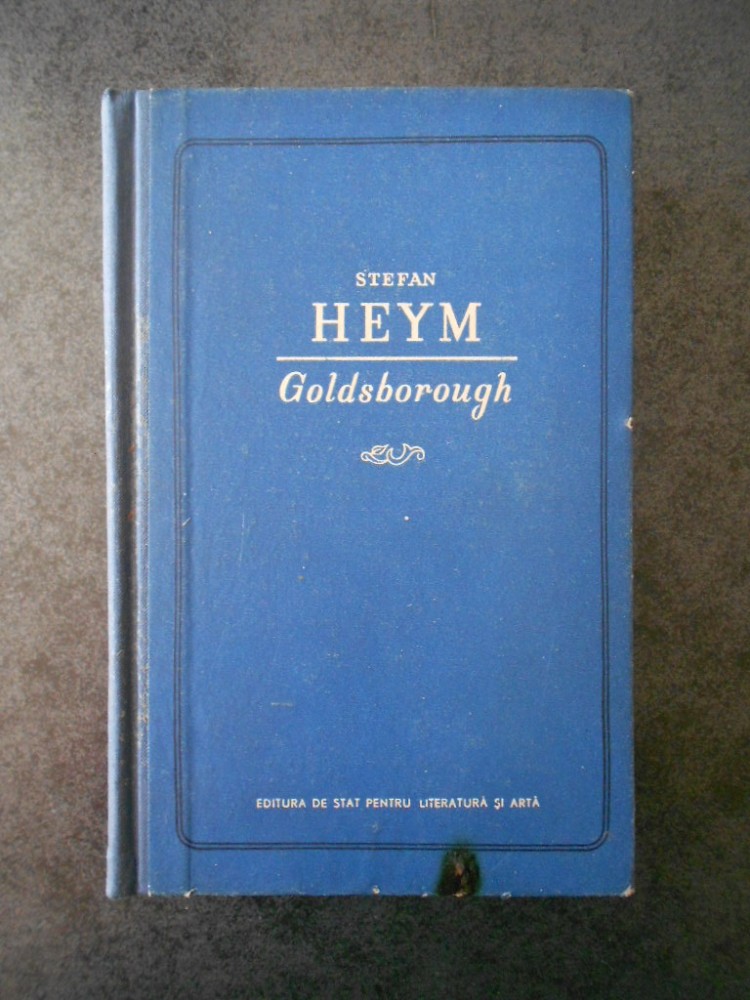 STEFAN
HEYM
Goldsborough
EDITURA DE STAT PENTRU LITERATURĂ ȘI ARTĂ